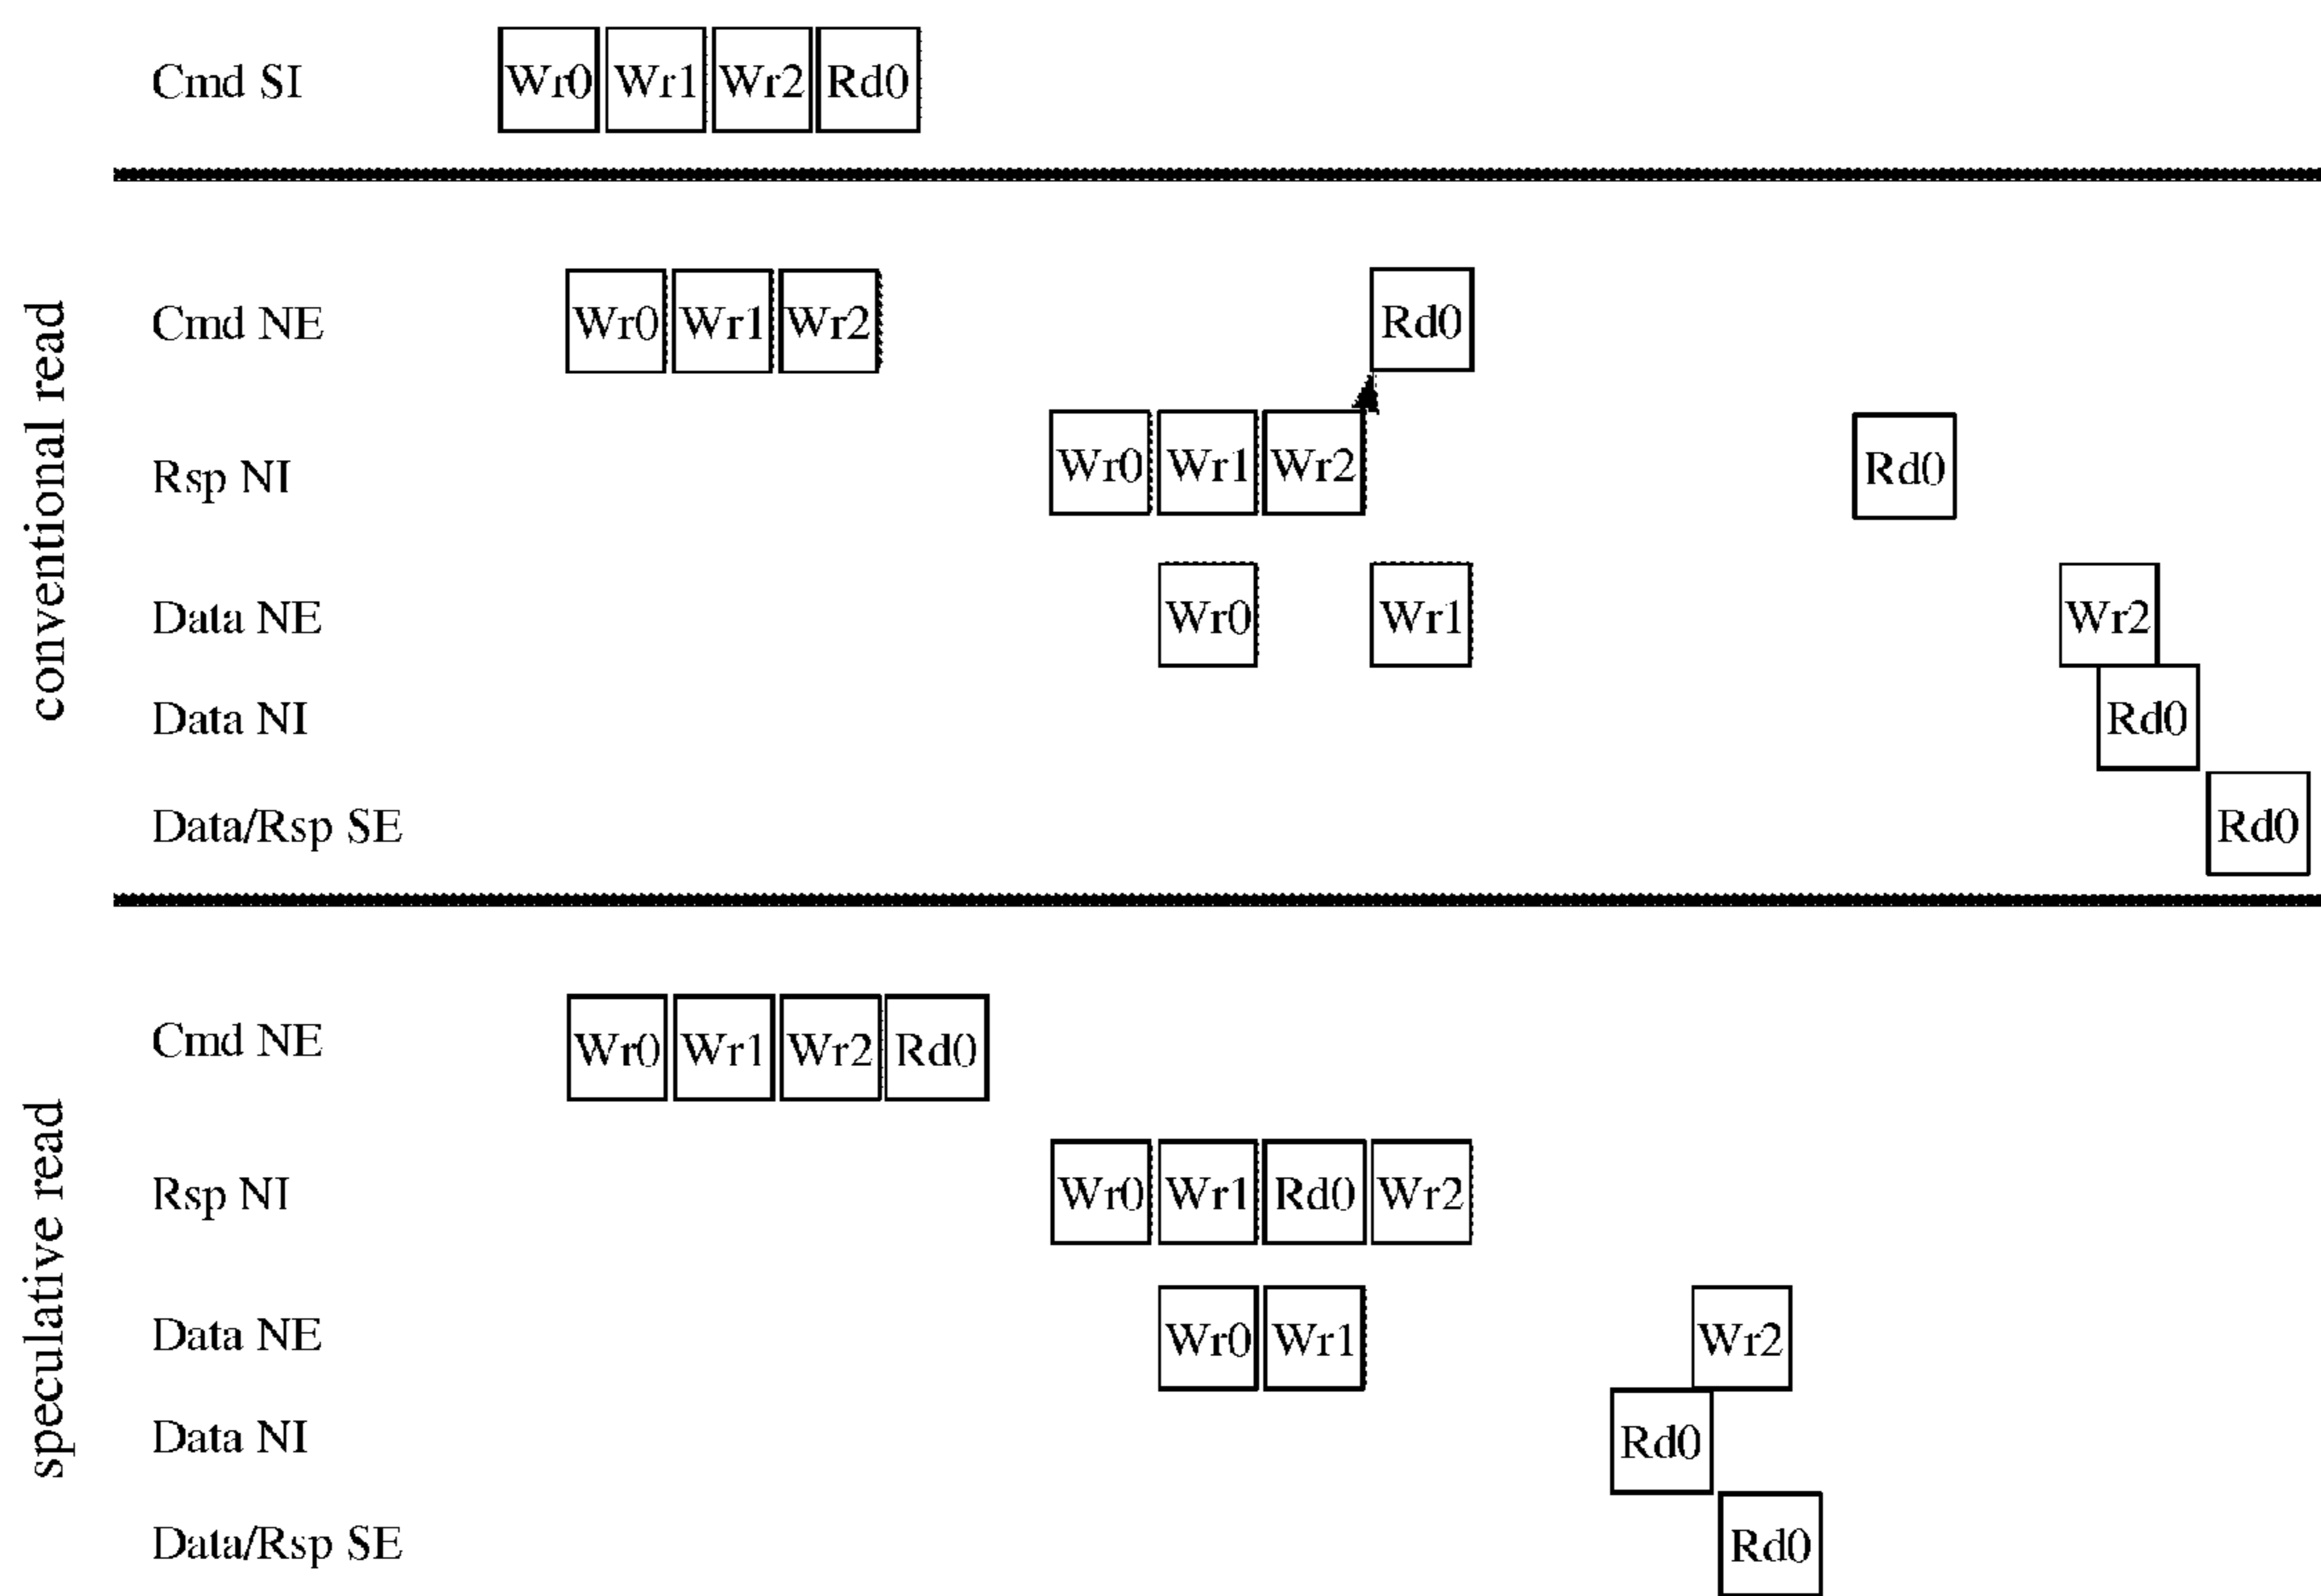 Cmd SI Wr0 Wr1 Wr2 Rd0
conventional read
Cmd NE Wr0 Wr1 Wr2 Rd0
Rsp NI Wr0 Wr1 Wr2 Rd0
Data NE Wr0 Wr1 Wr2
Data NI Rd0
Data/Rsp SE Rd0
speculative read
Cmd NE Wr0 Wr1 Wr2 Rd0
Rsp NI Wr0 Wr1 Rd0 Wr2
Data NE Wr0 Wr1 Wr2
Data NI Rd0
Data/Rsp SE Rd0